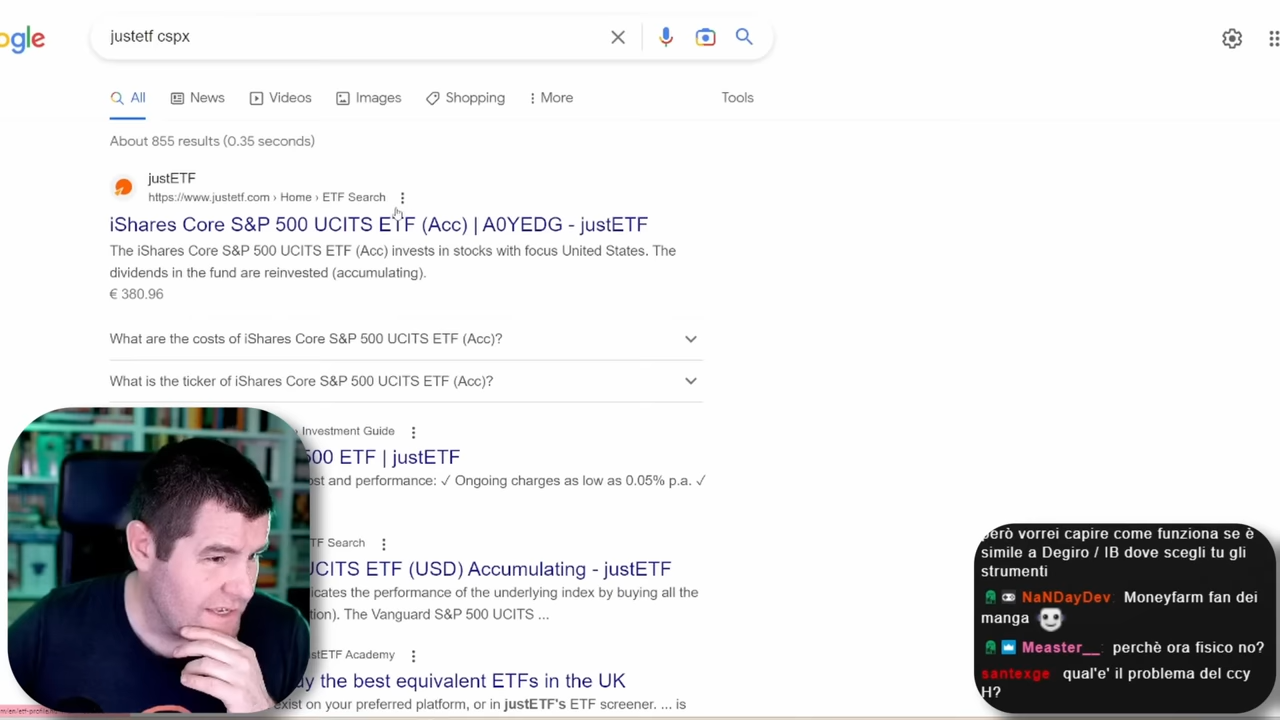 ogle
justetf cspx
All
News
Videos
Images
Shopping
More
Tools
About 855 results (0.35 seconds)
justETF
https://www.justetf.com › Home › ETF Search
iShares Core S&P 500 UCITS ETF (Acc) | A0YEDG - justETF
The iShares Core S&P 500 UCITS ETF (Acc) invests in stocks with focus United States. The
dividends in the fund are reinvested (accumulating).
€ 380.96
What are the costs of iShares Core S&P 500 UCITS ETF (Acc)?
What is the ticker of iShares Core S&P 500 UCITS ETF (Acc)?
› Investment Guide
500 ETF | justETF
ost and performance: ✓ Ongoing charges as low as 0.05% p.a. ✓
TF Search
UCITS ETF (USD) Accumulating - justETF
icates the performance of the underlying index by buying all the
tion). The Vanguard S&P 500 UCITS ...
stETF Academy
y the best equivalent ETFs in the UK
exist on your preferred platform, or in justETF's ETF screener. ... is
però vorrei capire come funziona se è
simile a Degiro / IB dove scegli tu gli
strumenti
NaNDayDev: Moneyfarm fan dei
manga
Measter__: perchè ora fisico no?
santexge qual'e' il problema del ccy
H?